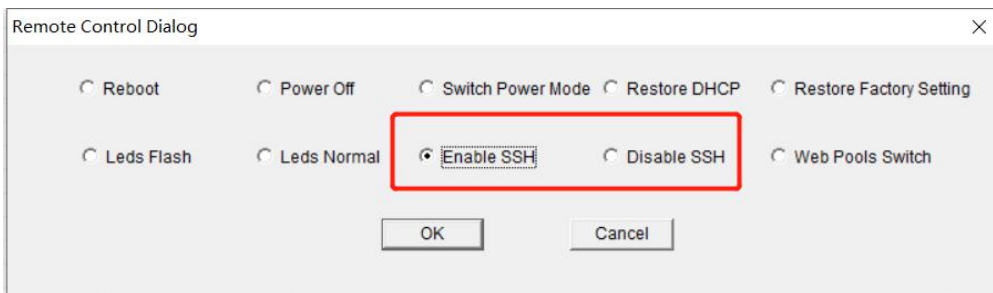 Remote Control Dialog
Reboot Power Off Switch Power Mode Restore DHCP Restore Factory Setting
Leds Flash Leds Normal Enable SSH Disable SSH Web Pools Switch
OK Cancel